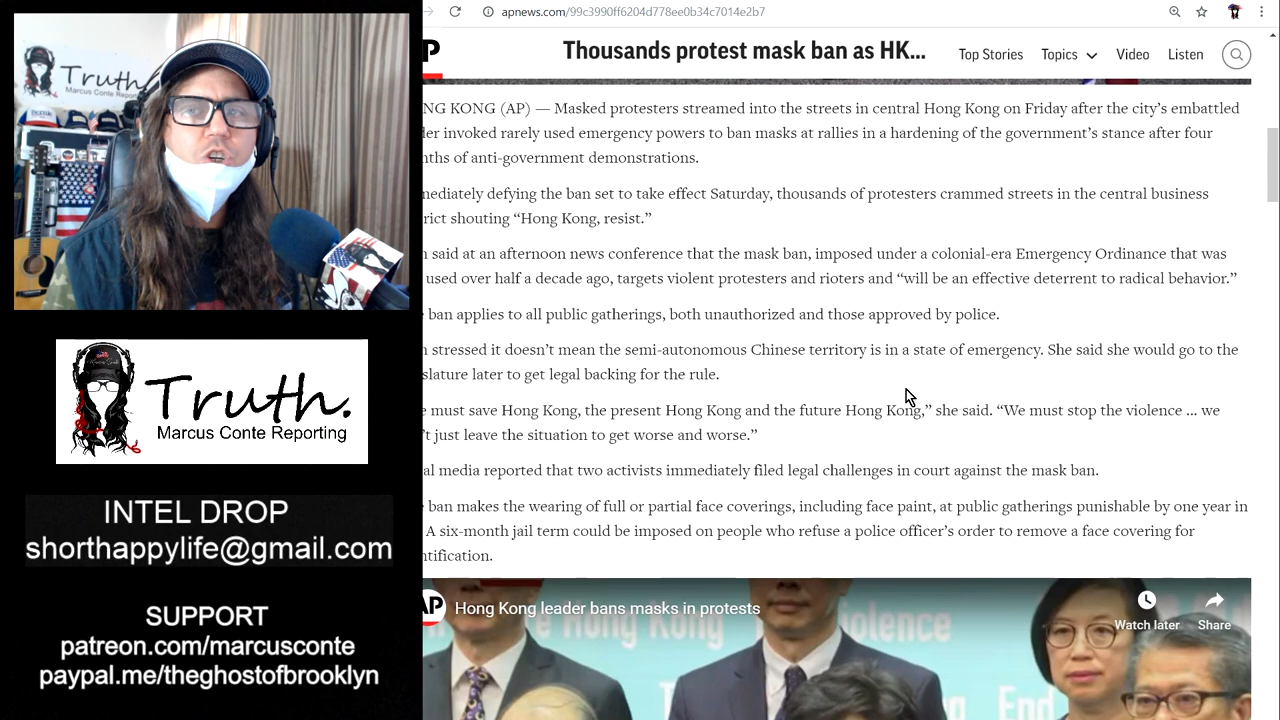 Truth.
Marcus Conte Reporting
Truth.
Marcus Conte Reporting
INTEL DROP
shorthappylife@gmail.com
SUPPORT
patreon.com/marcusconte
paypal.me/theghostofbrooklyn
apnews.com/99c3990ff6204d778ee0b34c7014e2b7
P
Thousands protest mask ban as HK...
Top Stories
Topics
Video
Listen
NG KONG (AP) — Masked protesters streamed into the streets in central Hong Kong on Friday after the city's embattled
der invoked rarely used emergency powers to ban masks at rallies in a hardening of the government's stance after four
nths of anti-government demonstrations.
mediately defying the ban set to take effect Saturday, thousands of protesters crammed streets in the central business
rict shouting “Hong Kong, resist.”
n said at an afternoon news conference that the mask ban, imposed under a colonial-era Emergency Ordinance that was
used over half a decade ago, targets violent protesters and rioters and “will be an effective deterrent to radical behavior.”
ban applies to all public gatherings, both unauthorized and those approved by police.
n stressed it doesn't mean the semi-autonomous Chinese territory is in a state of emergency. She said she would go to the
slature later to get legal backing for the rule.
e must save Hong Kong, the present Hong Kong and the future Hong Kong,” she said. “We must stop the violence ... we
't just leave the situation to get worse and worse.”
al media reported that two activists immediately filed legal challenges in court against the mask ban.
ban makes the wearing of full or partial face coverings, including face paint, at public gatherings punishable by one year in
A six-month jail term could be imposed on people who refuse a police officer's order to remove a face covering for
ntification.
AP
Hong Kong leader bans masks in protests
Watch later
Share
Hong Kong
olence
End